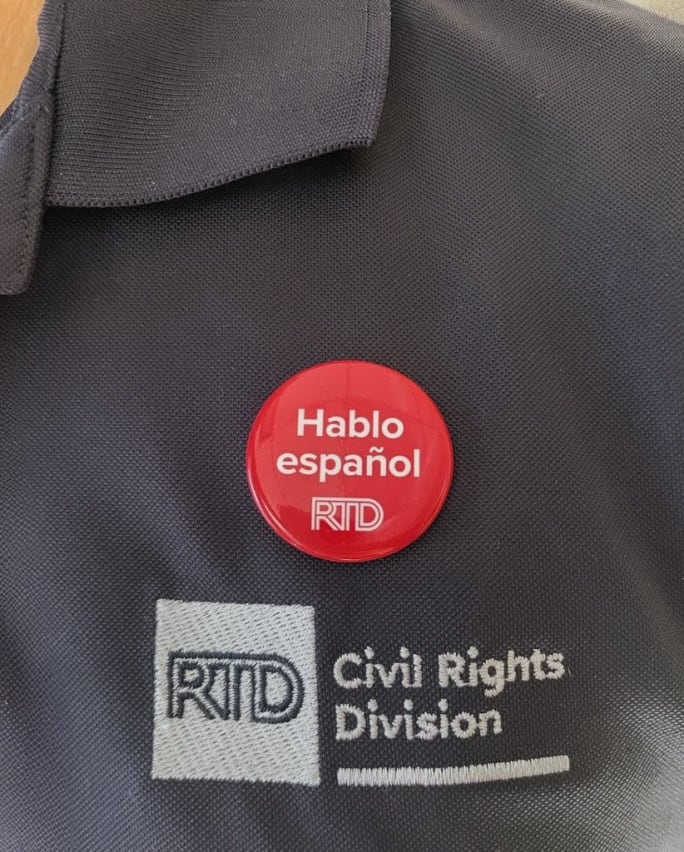 Hablo
español
RTD
RTD
Civil Rights
Division